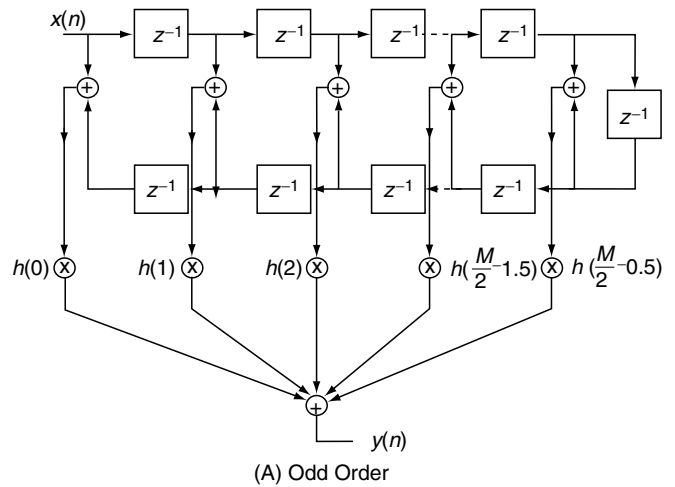 x(n)
z⁻¹ z⁻¹ z⁻¹ z⁻¹
+ + + + +
z⁻¹
z⁻¹ z⁻¹ z⁻¹ z⁻¹
h(0) x h(1) x h(2) x x h(M/2−1.5) x h(M/2−0.5)
+
y(n)
(A) Odd Order